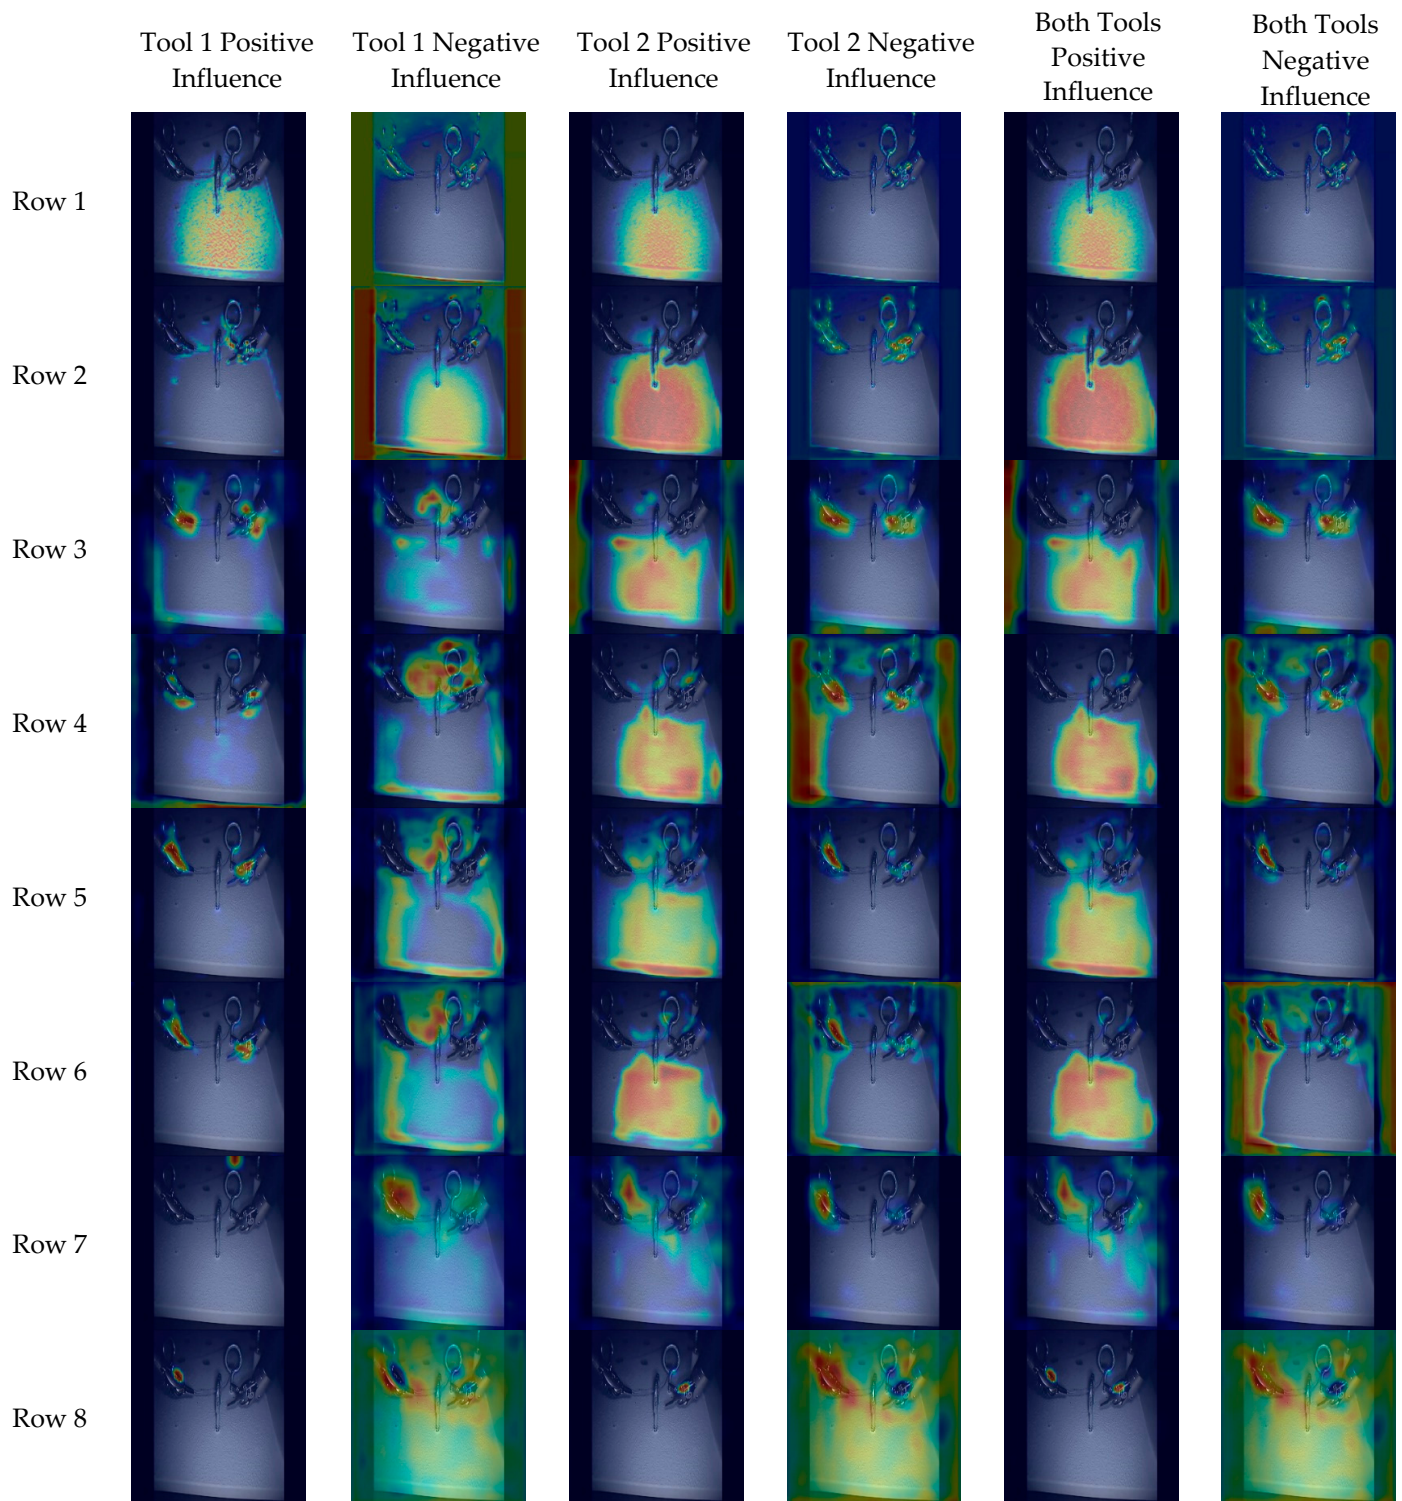 Tool 1 Positive
Influence
Tool 1 Negative
Influence
Tool 2 Positive
Influence
Tool 2 Negative
Influence
Both Tools
Positive
Influence
Both Tools
Negative
Influence
Row 1
Row 2
Row 3
Row 4
Row 5
Row 6
Row 7
Row 8